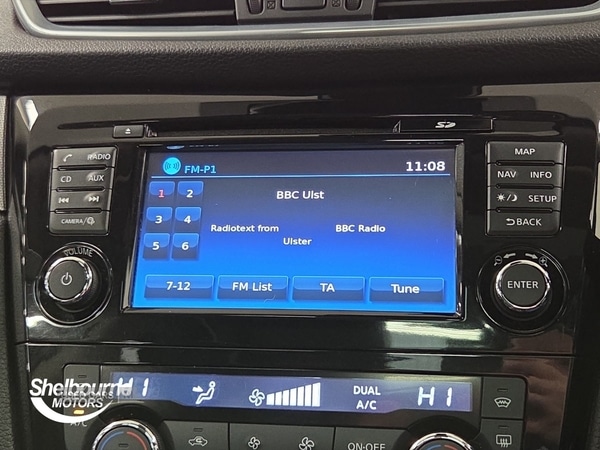 SD
FM-P1 11:08
RADIO
CD AUX
CAMERA/
VOLUME
1 2
3 4
5 6
BBC Ulst
Radiotext from BBC Radio
Ulster
7-12 FM List TA Tune
MAP
NAV INFO
SETUP
BACK
ENTER
Shelbourne
MOTORS
HI DUAL HI
A/C
A/C
ON·OFF